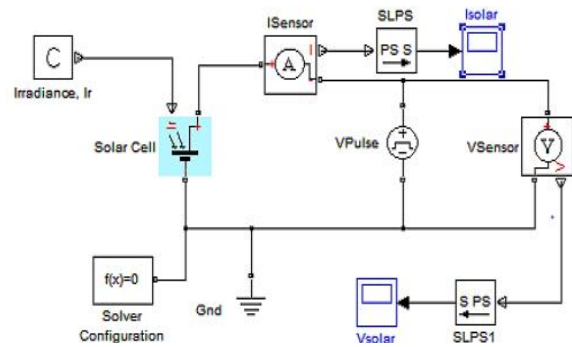 SLPS
Isolar
ISensor
C
I
PS S
A
Irradiance, Ir
Solar Cell
VPulse
VSensor
V
f(x)=0
Solver
Configuration
Gnd
Vsolar
S PS
SLPS1